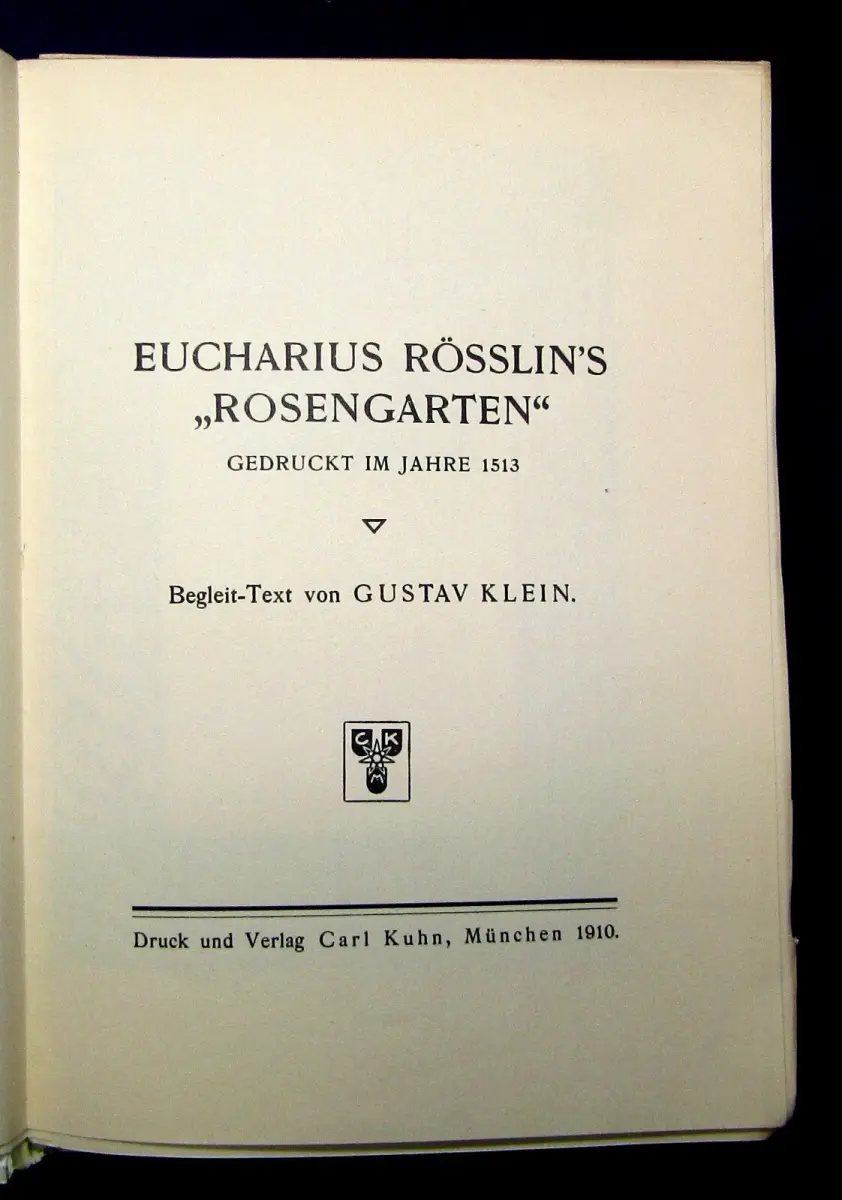 EUCHARIUS RÖSSLIN'S
„ROSENGARTEN“
GEDRUCKT IM JAHRE 1513
Begleit-Text von GUSTAV KLEIN.
C K
M
Druck und Verlag Carl Kuhn, München 1910.